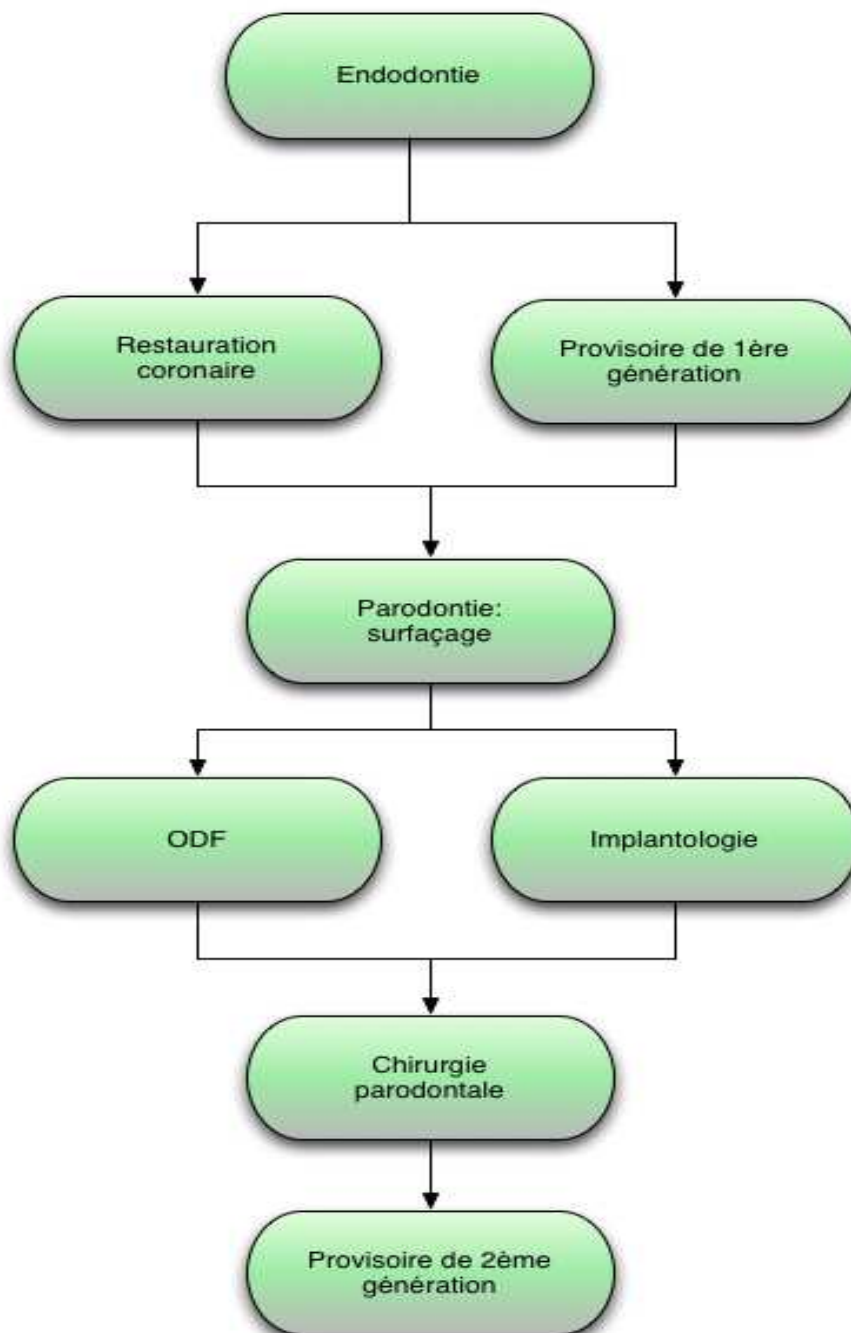 Endodontie
Restauration
coronaire
Provisoire de 1ère
génération
Parodontie:
surfaçage
ODF
Implantologie
Chirurgie
parodontale
Provisoire de 2ème
génération